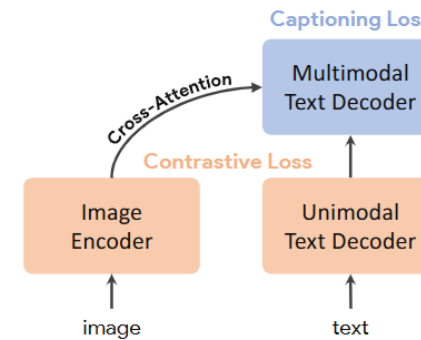 Captioning Los
Multimodal
Text Decoder
Cross-Attention
Contrastive Loss
Image
Encoder
Unimodal
Text Decoder
image
text